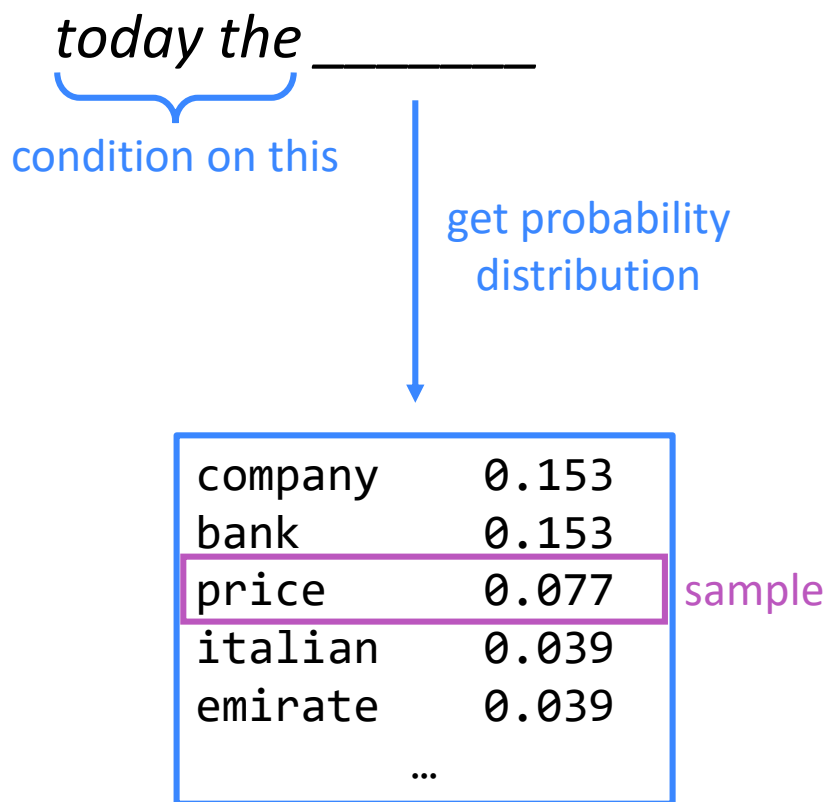 today the _______
condition on this
get probability
distribution
company 0.153
bank 0.153
price 0.077 sample
italian 0.039
emirate 0.039
…